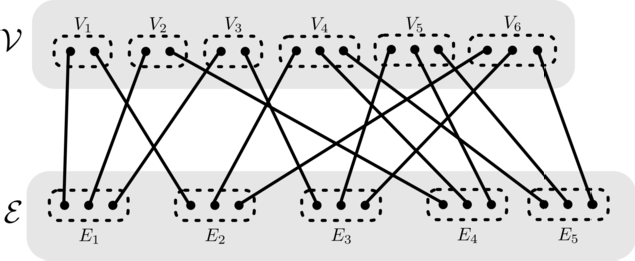 V₁ V₂ V₃ V₄ V₅ V₆
𝒱
ℰ
E₁ E₂ E₃ E₄ E₅